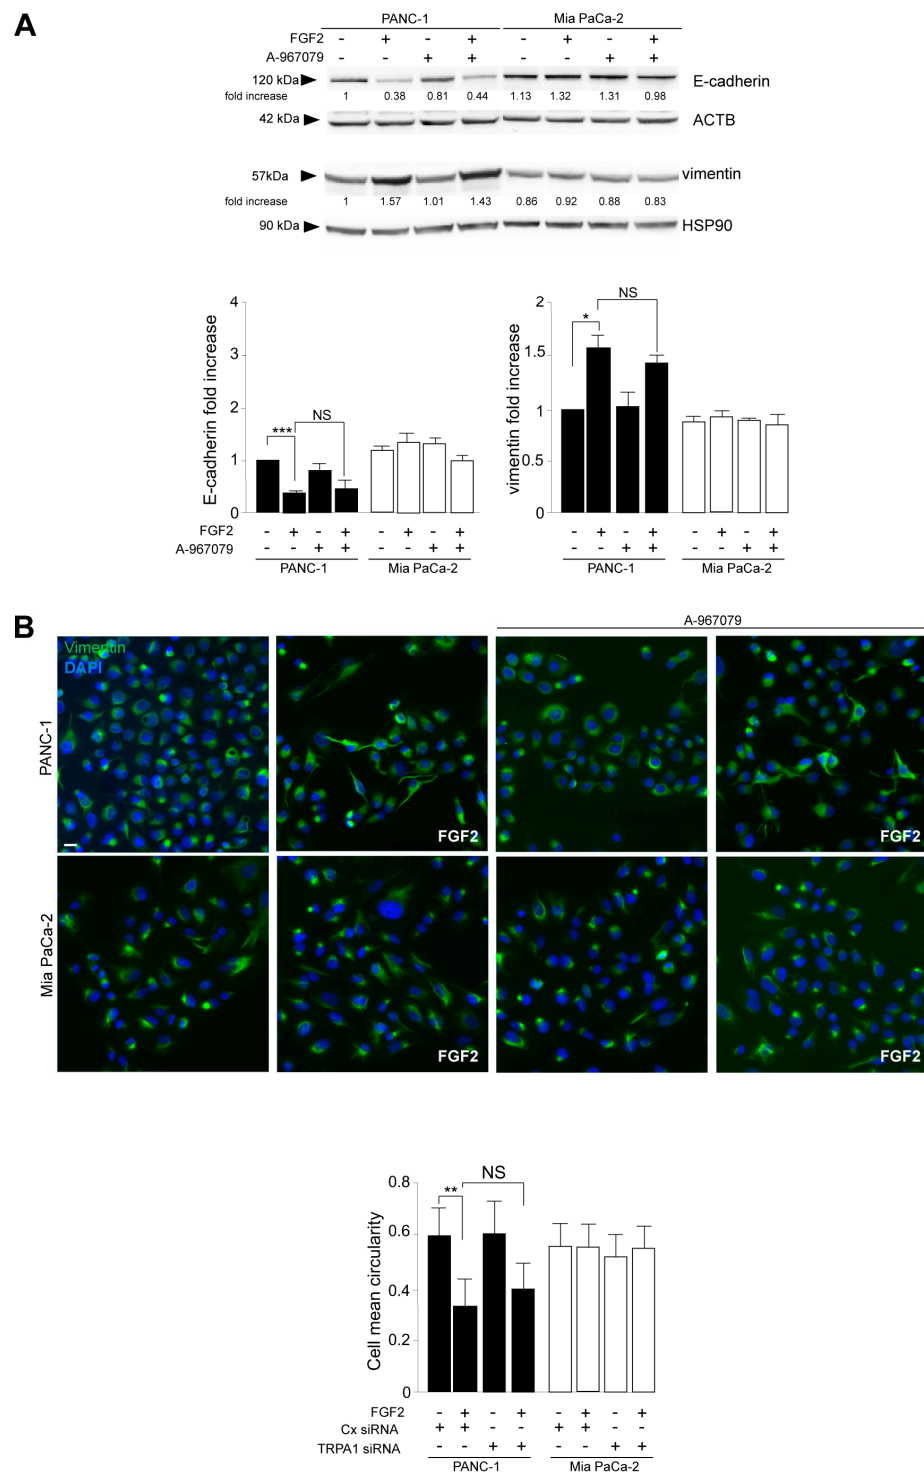 A
PANC-1 Mia PaCa-2
FGF2 - + - + - + - +
A-967079 - - + + - - + +
120 kDa E-cadherin
fold increase 1 0.38 0.81 0.44 1.13 1.32 1.31 0.98
42 kDa ACTB
57kDa vimentin
fold increase 1 1.57 1.01 1.43 0.86 0.92 0.88 0.83
90 kDa HSP90
E-cadherin fold increase
4
3
2
1
0
*** NS
FGF2 - + - + - + - +
A-967079 - - + + - - + +
PANC-1 Mia PaCa-2
vimentin fold increase
2
1.5
1
0.5
0
* NS
- + - + - + - +
- - + + - - + +
PANC-1 Mia PaCa-2
B
A-967079
PANC-1
Vimentin
DAPI
FGF2
FGF2
Mia PaCa-2
FGF2
FGF2
Cell mean circularity
0.8
0.6
0.4
0.2
0
** NS
FGF2 - + - + - + - +
Cx siRNA + + - - + + - -
TRPA1 siRNA - - + + - - + +
PANC-1 Mia PaCa-2